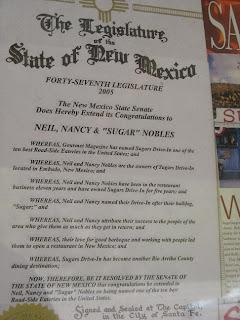 The Legislature
of the
State of New Mexico
FORTY-SEVENTH LEGISLATURE
2005
The New Mexico State Senate
Does Hereby Extend its Congratulations to
NEIL, NANCY & "SUGAR" NOBLES
WHEREAS, Gourmet Magazine has named Sugars Drive-In one of the
ten best Road-Side Eateries in the United States; and
WHEREAS, Neil and Nancy Nobles are the owners of Sugars Drive-In
located in Embudo, New Mexico; and
WHEREAS, Neil and Nancy Nobles have been in the restaurant
business eleven years and have owned Sugars Drive-In for five years; and
WHEREAS, Neil and Nancy named their Drive-In after their bulldog,
"Sugar;" and
WHEREAS, Neil and Nancy attribute their success to the people of the
area who give them as much as they get in return; and
WHEREAS, their love for good barbeque and working with people led
them to open a restaurant in New Mexico; and
WHEREAS, Sugars Drive-In has become another Rio Arriba County
dining destination;
NOW, THEREFORE, BE IT RESOLVED BY THE SENATE OF
THE STATE OF NEW MEXICO that congratulations be extended to
Neil, Nancy and "Sugar" Nobles on being named one of the ten best
Road-Side Eateries in the United States.
Signed and Sealed at The Capitol
in the City of Santa Fe.
SA